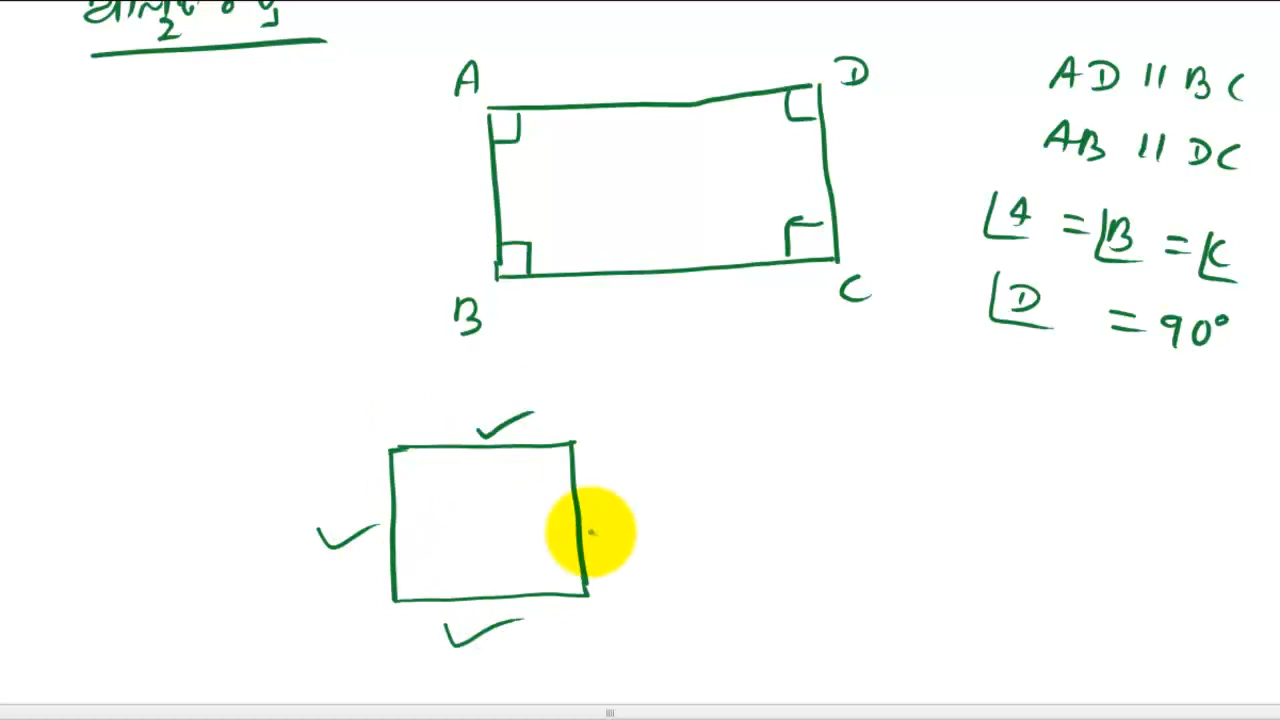 A D
AD || BC
AB || DC
∠A = ∠B = ∠C
∠D = 90°
B C